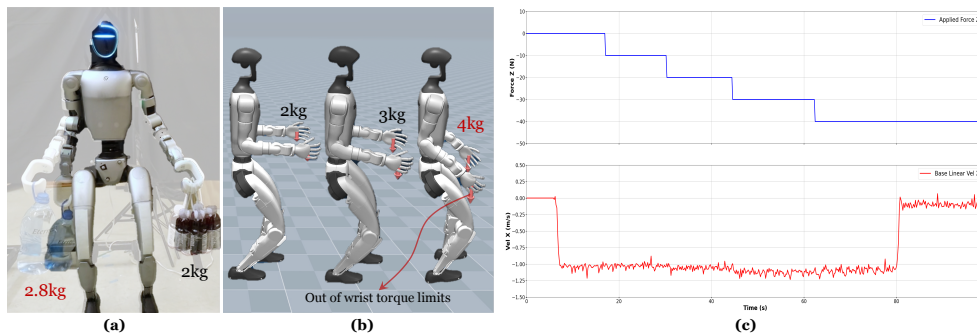 2.8kg
2kg
(a)
2kg
3kg
4kg
Out of wrist torque limits
(b)
Force Z (N)
10
0
−10
−20
−30
−40
−50
Applied Force Z
Vel X (m/s)
0.50
0.25
0.00
−0.25
−0.50
−0.75
−1.00
−1.25
−1.50
Base Linear Vel
0
20
40
60
80
Time (s)
(c)